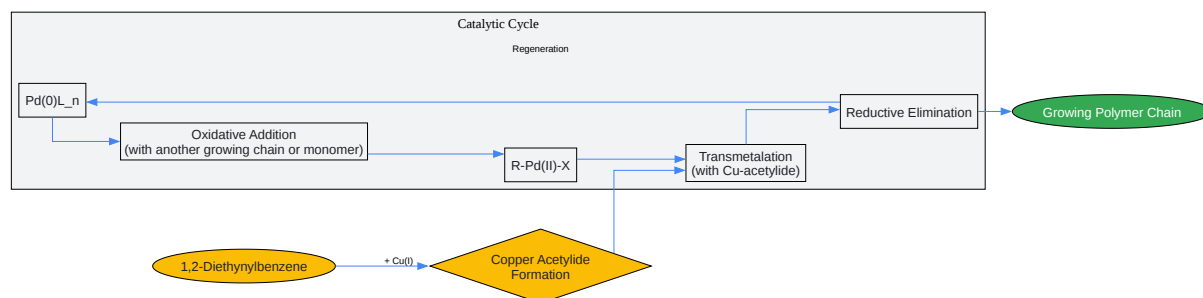 Catalytic Cycle
Regeneration
Pd(0)L_n
Oxidative Addition
(with another growing chain or monomer)
R-Pd(II)-X
Transmetalation
(with Cu-acetylide)
Reductive Elimination
Growing Polymer Chain
1,2-Diethynylbenzene
+ Cu(I)
Copper Acetylide
Formation